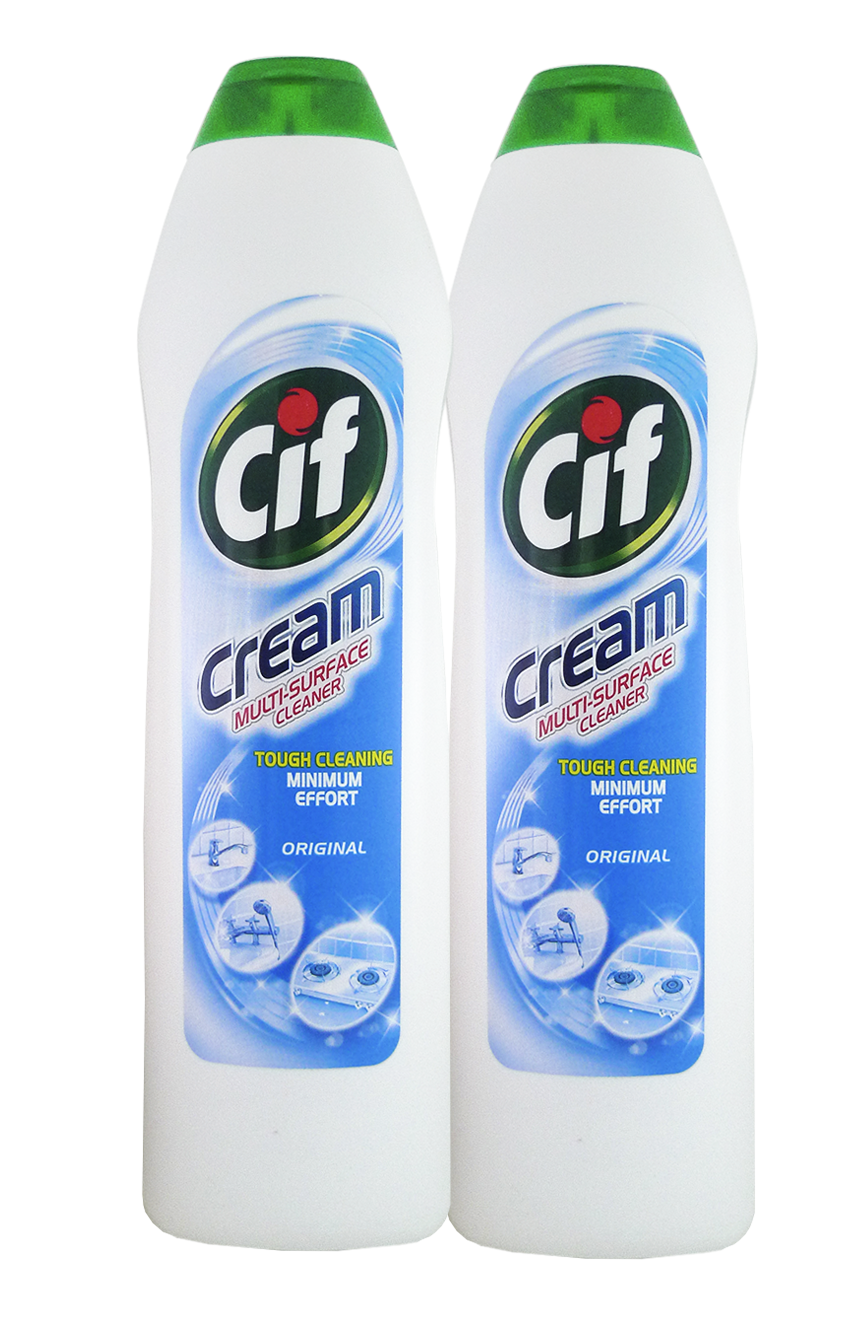 Cif
Cream
MULTI-SURFACE
CLEANER
TOUGH CLEANING
MINIMUM
EFFORT
ORIGINAL
Cif
Cream
MULTI-SURFACE
CLEANER
TOUGH CLEANING
MINIMUM
EFFORT
ORIGINAL